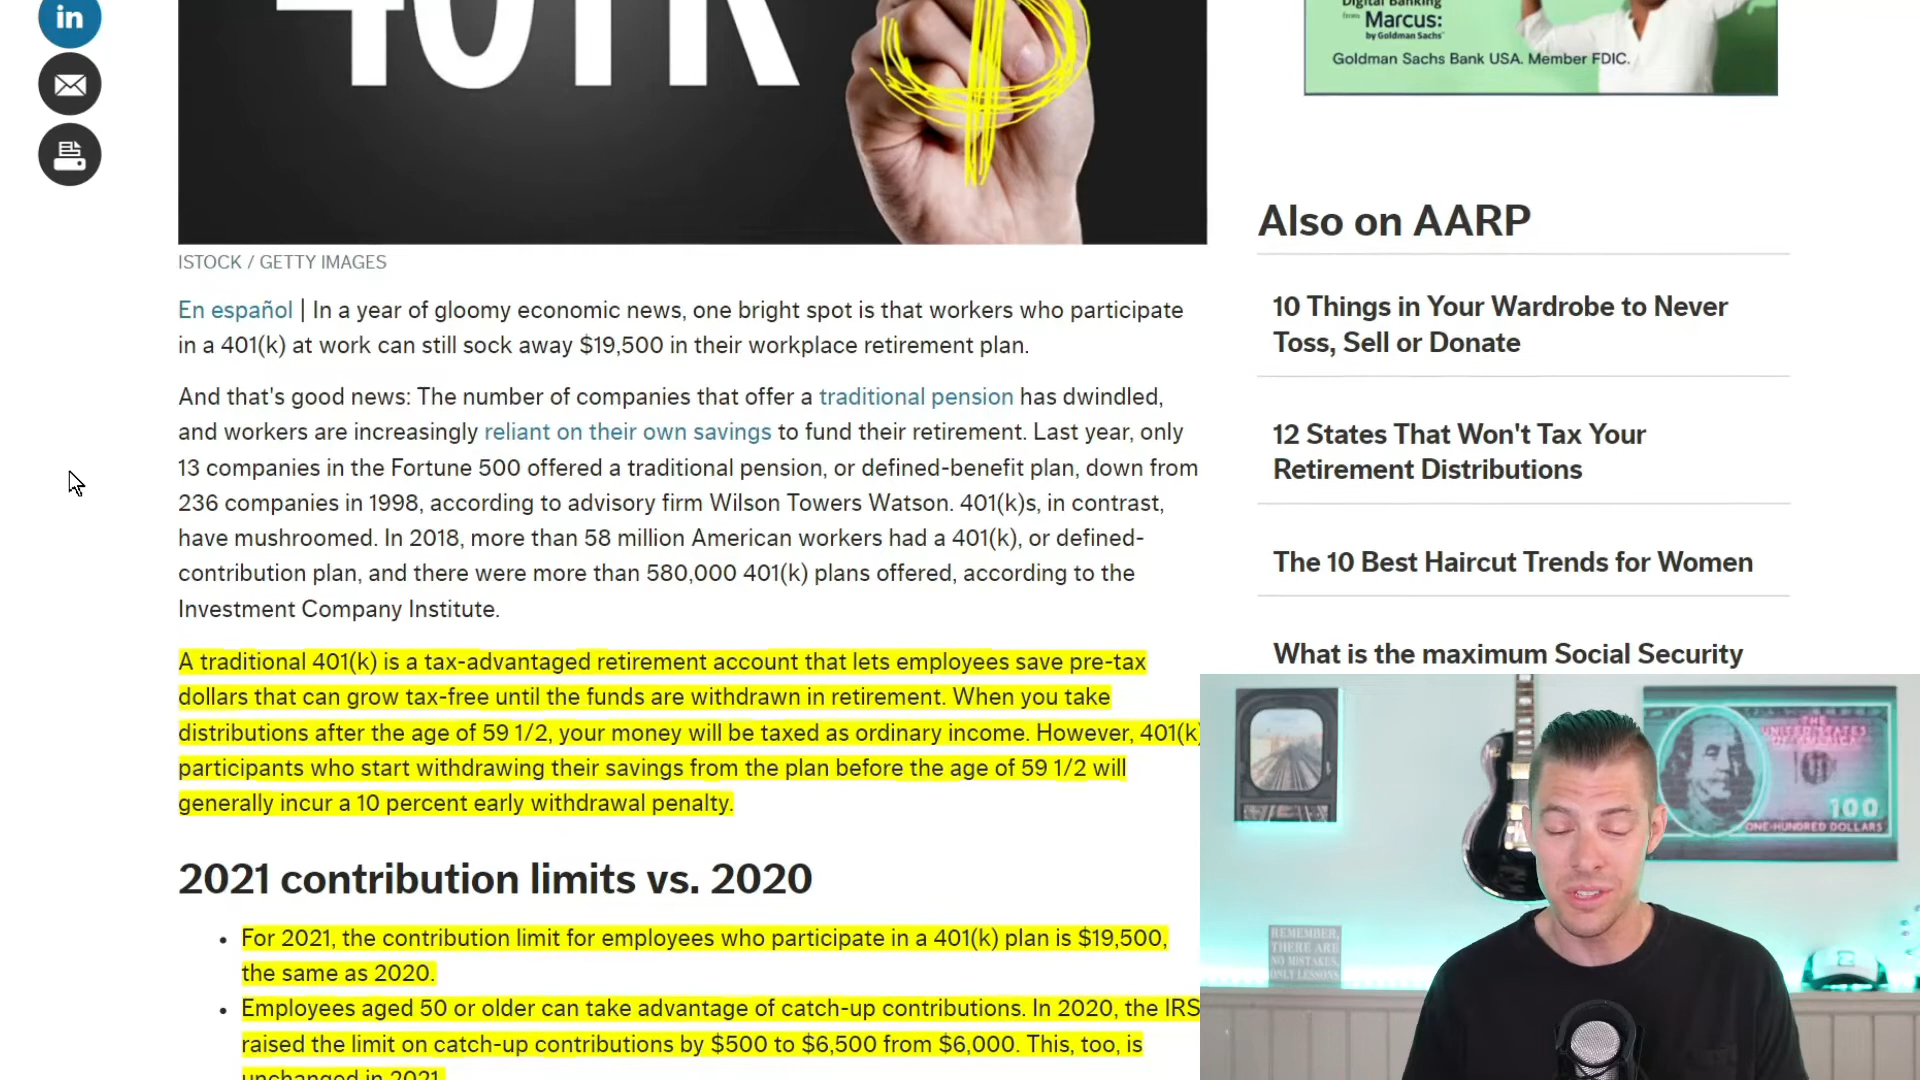 in
401K
Digital Banking
from Marcus:
by Goldman Sachs
Goldman Sachs Bank USA. Member FDIC.
ISTOCK / GETTY IMAGES
En español | In a year of gloomy economic news, one bright spot is that workers who participate
in a 401(k) at work can still sock away $19,500 in their workplace retirement plan.
And that's good news: The number of companies that offer a traditional pension has dwindled,
and workers are increasingly reliant on their own savings to fund their retirement. Last year, only
13 companies in the Fortune 500 offered a traditional pension, or defined-benefit plan, down from
236 companies in 1998, according to advisory firm Wilson Towers Watson. 401(k)s, in contrast,
have mushroomed. In 2018, more than 58 million American workers had a 401(k), or defined-
contribution plan, and there were more than 580,000 401(k) plans offered, according to the
Investment Company Institute.
A traditional 401(k) is a tax-advantaged retirement account that lets employees save pre-tax
dollars that can grow tax-free until the funds are withdrawn in retirement. When you take
distributions after the age of 59 1/2, your money will be taxed as ordinary income. However, 401(k)
participants who start withdrawing their savings from the plan before the age of 59 1/2 will
generally incur a 10 percent early withdrawal penalty.
2021 contribution limits vs. 2020
• For 2021, the contribution limit for employees who participate in a 401(k) plan is $19,500,
the same as 2020.
• Employees aged 50 or older can take advantage of catch-up contributions. In 2020, the IRS
raised the limit on catch-up contributions by $500 to $6,500 from $6,000. This, too, is
unchanged in 2021.
Also on AARP
10 Things in Your Wardrobe to Never
Toss, Sell or Donate
12 States That Won't Tax Your
Retirement Distributions
The 10 Best Haircut Trends for Women
What is the maximum Social Security
THE
UNITED STATES
OF AMERICA
100
ONE-HUNDRED DOLLARS
REMEMBER,
THERE ARE
NO MISTAKES,
ONLY LESSONS.